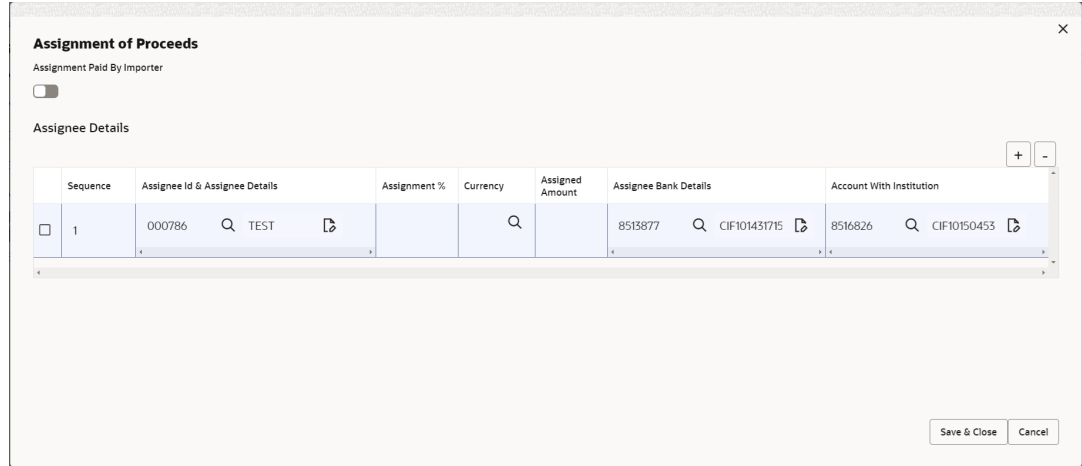 Assignment of Proceeds
Assignment Paid By Importer
Assignee Details
+ -
Sequence Assignee Id & Assignee Details Assignment % Currency Assigned Amount Assignee Bank Details Account With Institution
1 000786 TEST 8513877 CIF101431715 8516826 CIF10150453
Save & Close Cancel